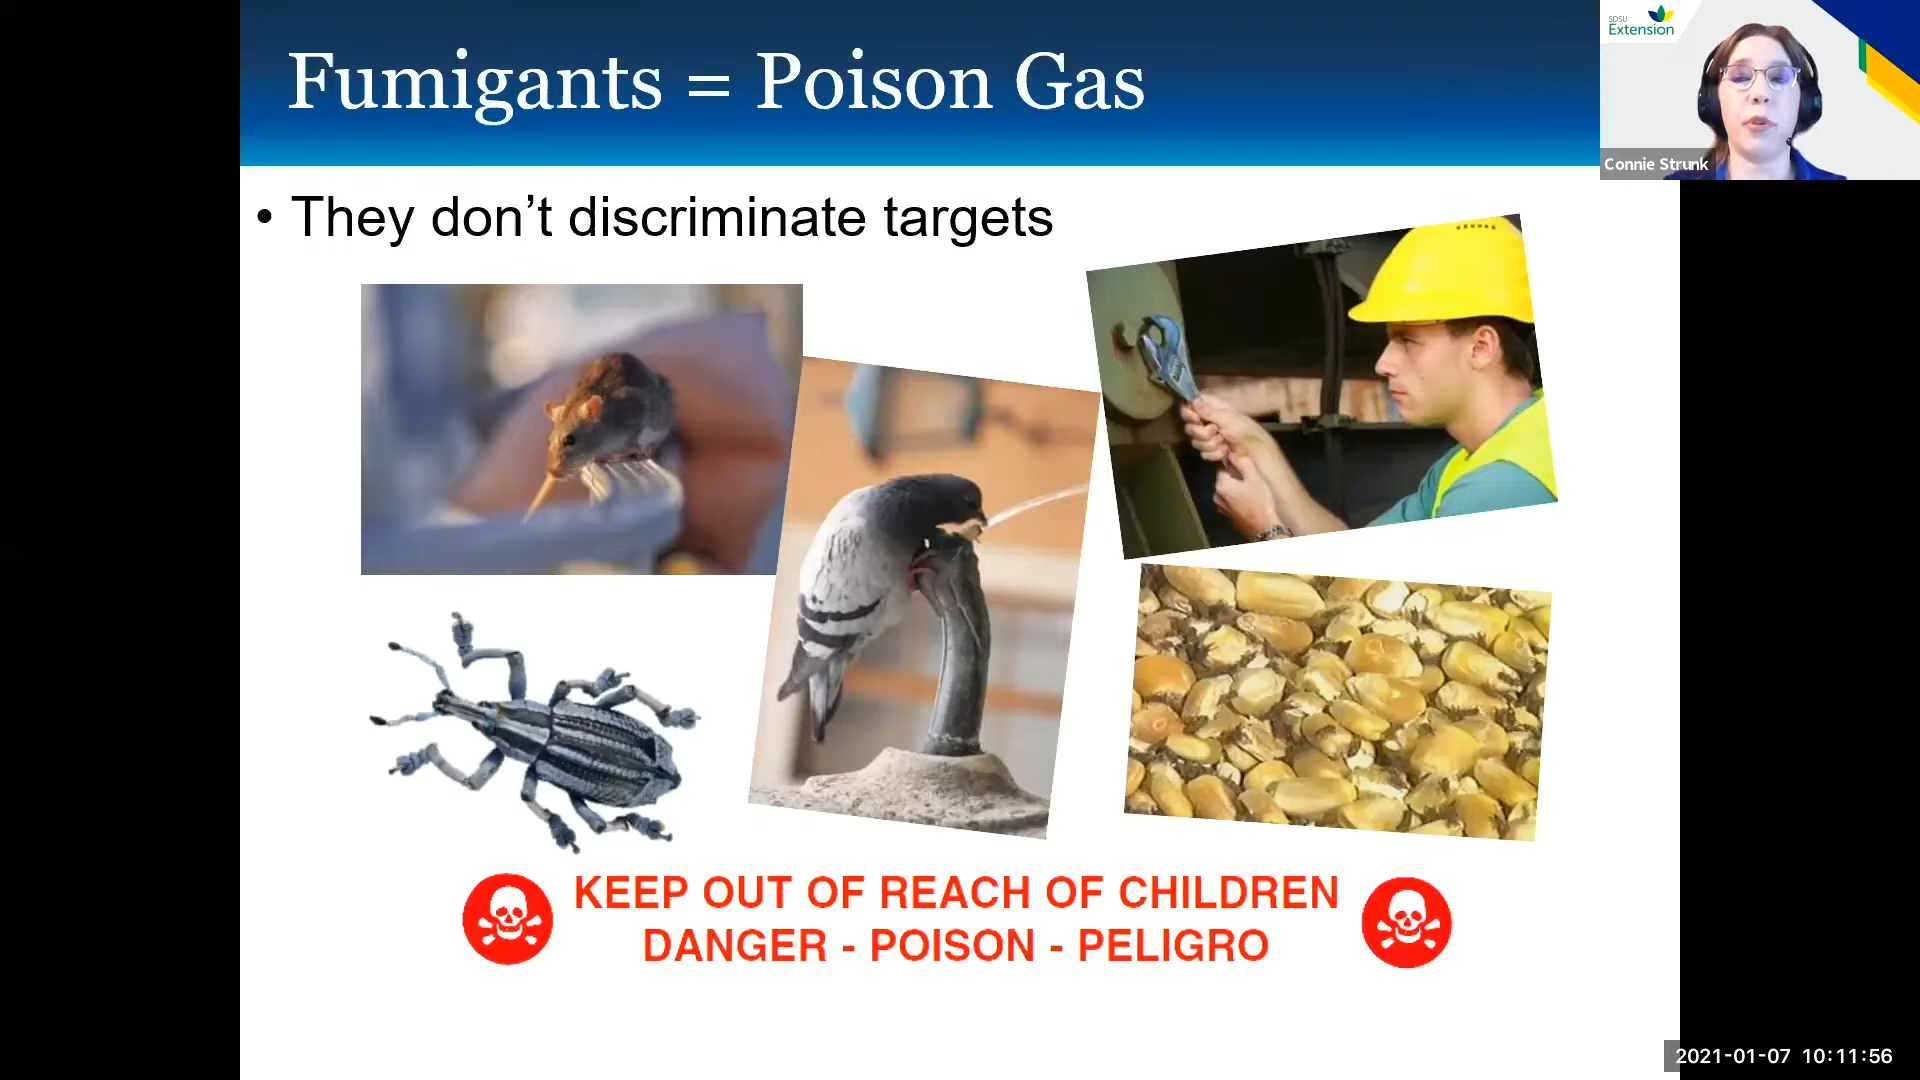 Fumigants = Poison Gas
SDSU
Extension
Connie Strunk
• They don’t discriminate targets
KEEP OUT OF REACH OF CHILDREN
DANGER - POISON - PELIGRO
2021-01-07 10:11:56